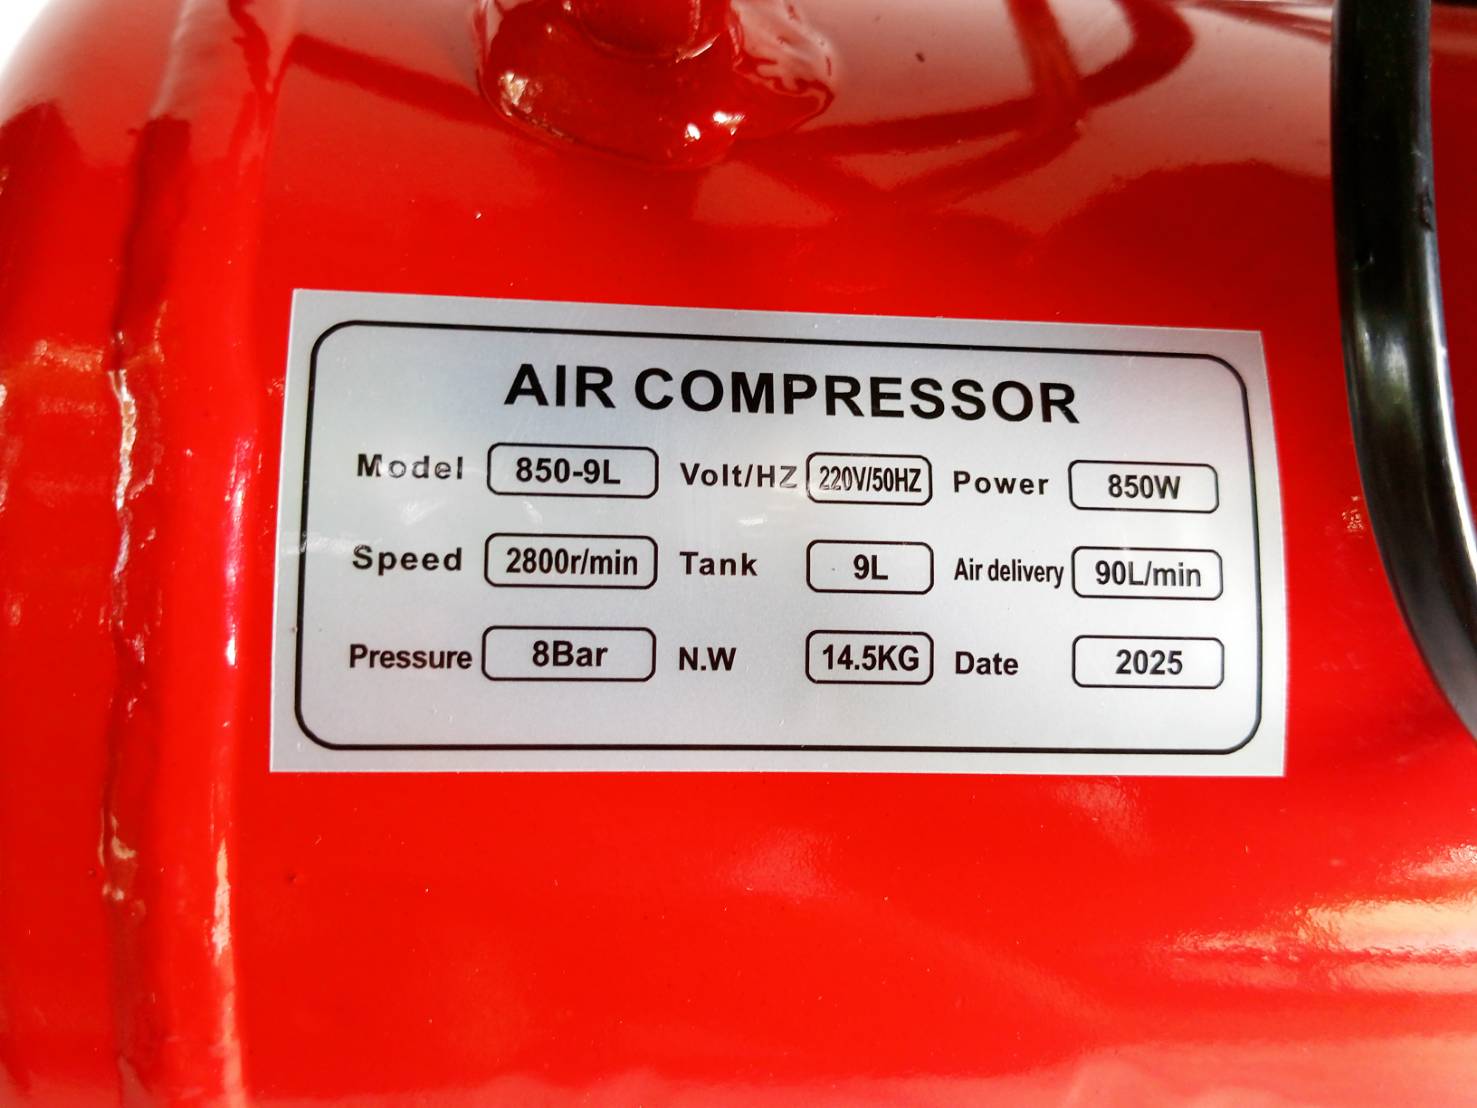 AIR COMPRESSOR
Model 850-9L Volt/HZ 220V/50HZ Power 850W
Speed 2800r/min Tank 9L Air delivery 90L/min
Pressure 8Bar N.W 14.5KG Date 2025